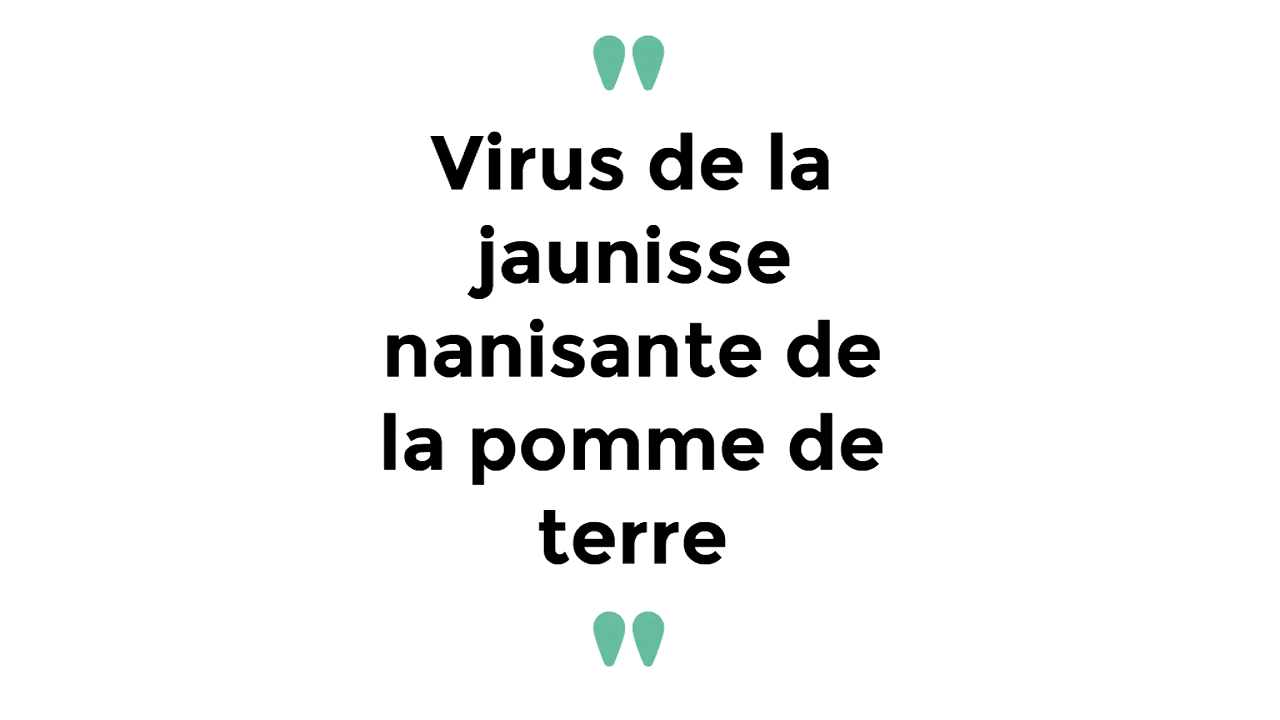 "
Virus de la
jaunisse
nanisante de
la pomme de
terre
"